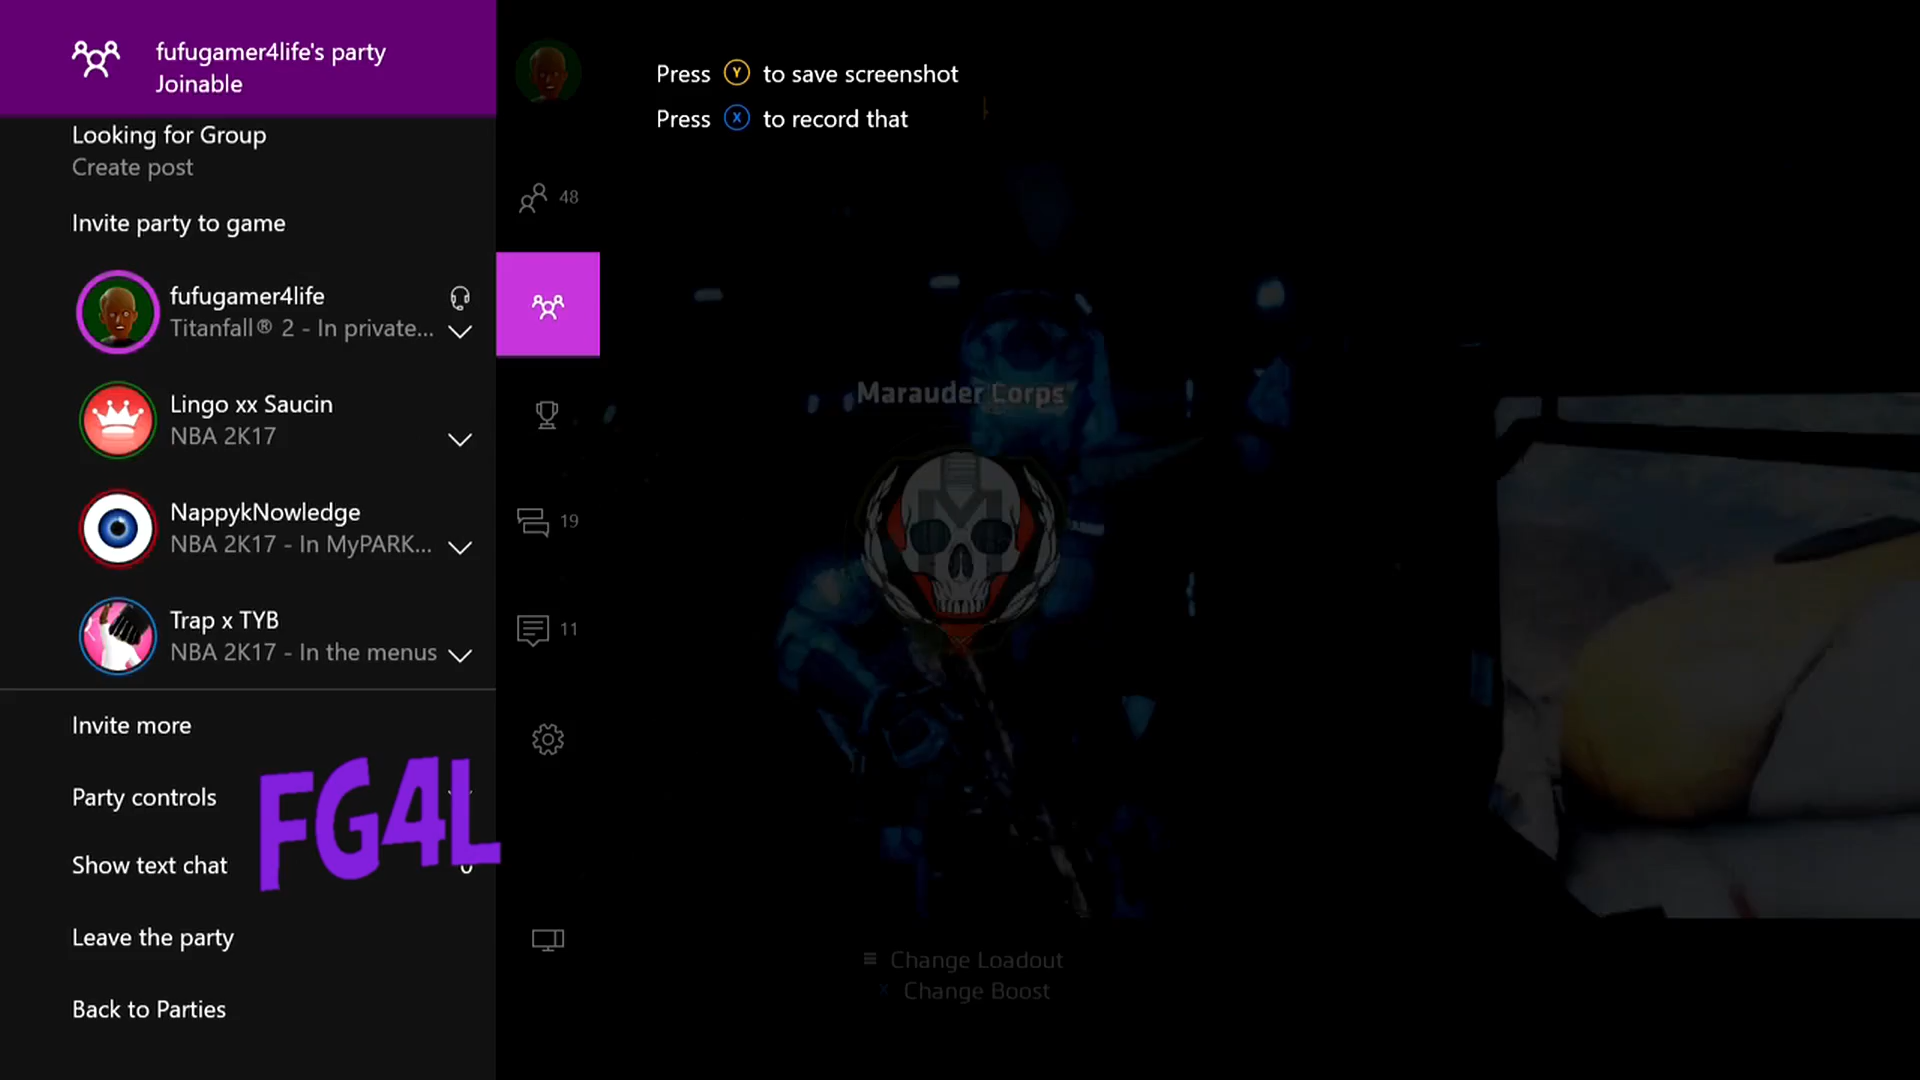 fufugamer4life's party
Joinable
Looking for Group
Create post
Invite party to game
fufugamer4life
Titanfall® 2 - In private...
Lingo xx Saucin
NBA 2K17
NappykNowledge
NBA 2K17 - In MyPARK...
Trap x TYB
NBA 2K17 - In the menus
Invite more
Party controls
Show text chat
FG4L
Leave the party
Back to Parties
48
19
11
Press Y to save screenshot
Press X to record that
Marauder Corps
Change Loadout
X Change Boost